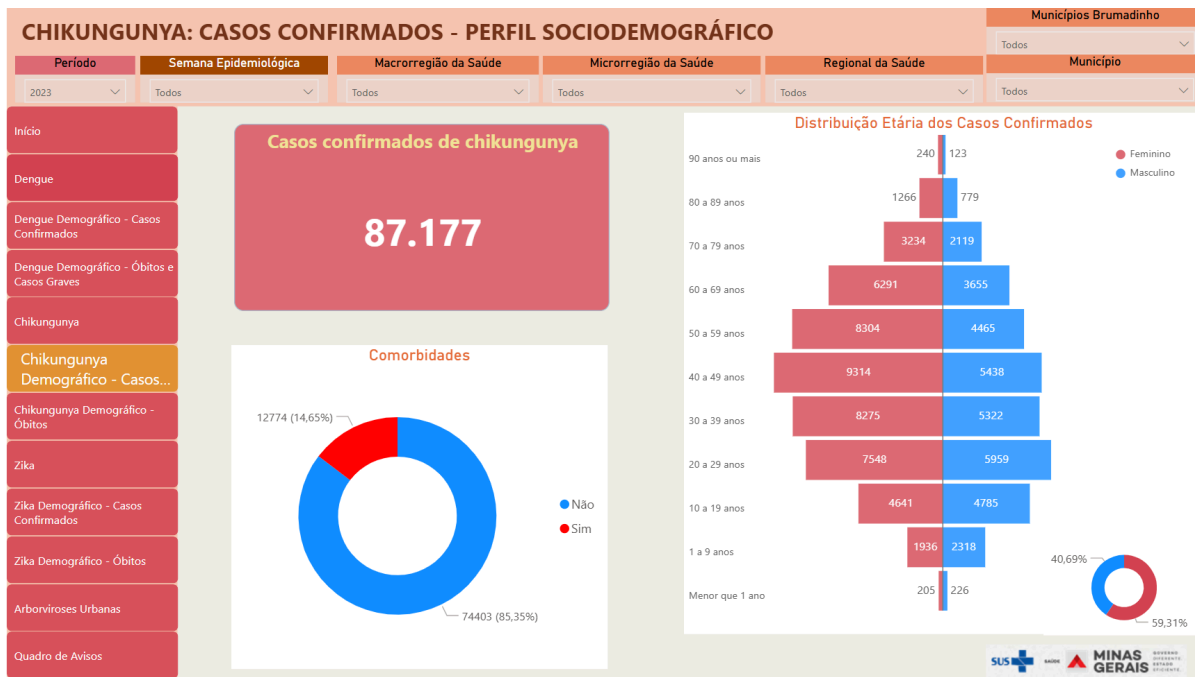 CHIKUNGUNYA: CASOS CONFIRMADOS - PERFIL SOCIODEMOGRÁFICO
Municípios Brumadinho
Todos
Período
Semana Epidemiológica
Macrorregião da Saúde
Microrregião da Saúde
Regional da Saúde
Município
2023
Todos
Todos
Todos
Todos
Todos
Início
Dengue
Dengue Demográfico - Casos
Confirmados
Dengue Demográfico - Óbitos e
Casos Graves
Chikungunya
Chikungunya
Demográfico - Casos...
Chikungunya Demográfico -
Óbitos
Zika
Zika Demográfico - Casos
Confirmados
Zika Demográfico - Óbitos
Arborviroses Urbanas
Quadro de Avisos
Casos confirmados de chikungunya
87.177
Comorbidades
12774 (14,65%)
74403 (85,35%)
Não
Sim
Distribuição Etária dos Casos Confirmados
Feminino
Masculino
90 anos ou mais 240 123
80 a 89 anos 1266 779
70 a 79 anos 3234 2119
60 a 69 anos 6291 3655
50 a 59 anos 8304 4465
40 a 49 anos 9314 5438
30 a 39 anos 8275 5322
20 a 29 anos 7548 5959
10 a 19 anos 4641 4785
1 a 9 anos 1936 2318
Menor que 1 ano 205 226
40,69%
59,31%
SUS
SAÚDE
MINAS
GERAIS
GOVERNO
DIFERENTE
ESTADO
EFICIENTE